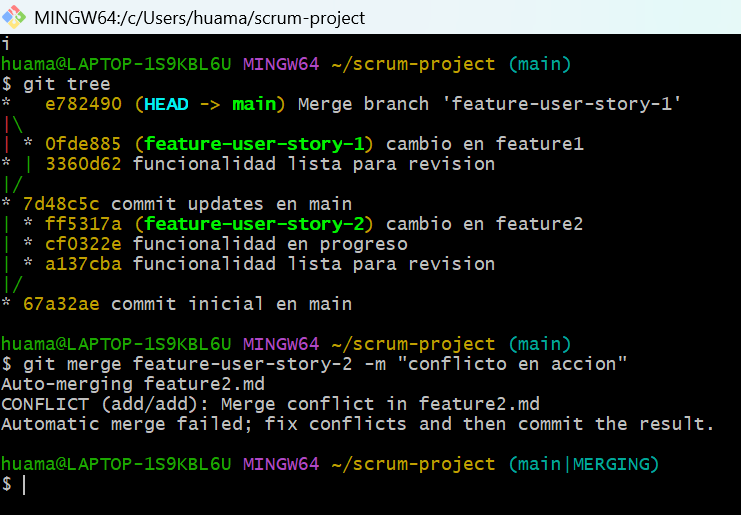 MINGW64:/c/Users/huama/scrum-project
i
huama@LAPTOP-1S9KBL6U MINGW64 ~/scrum-project (main)
$ git tree
*   e782490 (HEAD -> main) Merge branch 'feature-user-story-1'
|\
| * 0fde885 (feature-user-story-1) cambio en feature1
* | 3360d62 funcionalidad lista para revision
|/
* 7d48c5c commit updates en main
| * ff5317a (feature-user-story-2) cambio en feature2
| * cf0322e funcionalidad en progreso
| * a137cba funcionalidad lista para revision
|/
* 67a32ae commit inicial en main
huama@LAPTOP-1S9KBL6U MINGW64 ~/scrum-project (main)
$ git merge feature-user-story-2 -m "conflicto en accion"
Auto-merging feature2.md
CONFLICT (add/add): Merge conflict in feature2.md
Automatic merge failed; fix conflicts and then commit the result.
huama@LAPTOP-1S9KBL6U MINGW64 ~/scrum-project (main|MERGING)
$